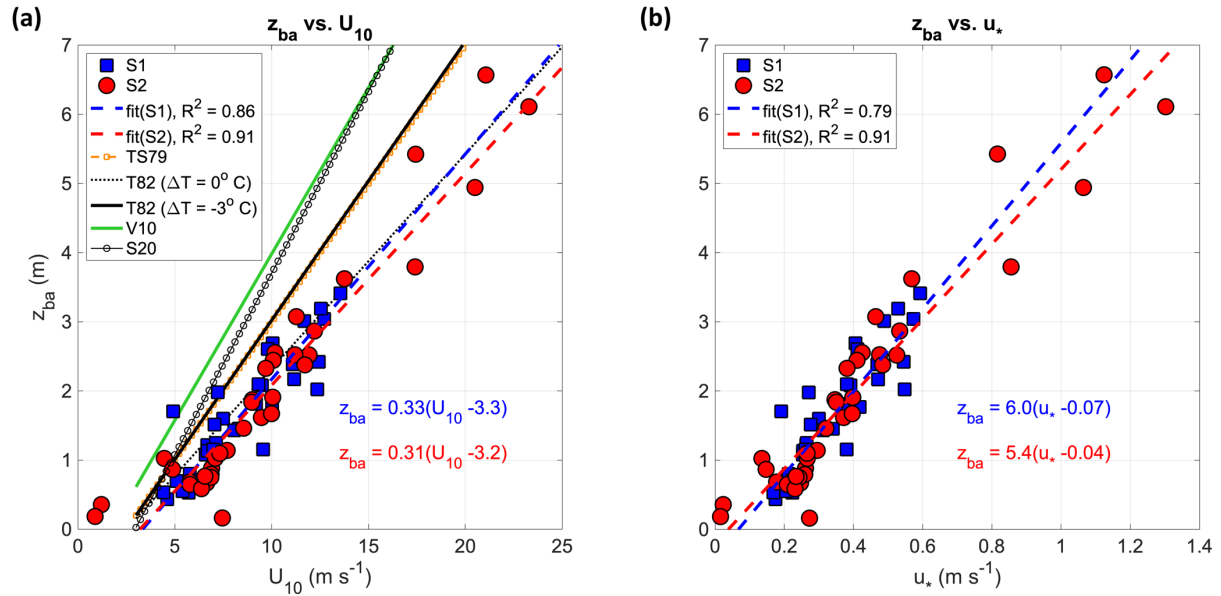 (a)
z_ba vs. U_10
7
6
5
4
3
2
1
0
z_ba (m)
S1
S2
fit(S1), R² = 0.86
fit(S2), R² = 0.91
TS79
T82 (ΔT = 0° C)
T82 (ΔT = -3° C)
V10
S20
z_ba = 0.33(U_10 -3.3)
z_ba = 0.31(U_10 -3.2)
0 5 10 15 20 25
U_10 (m s⁻¹)
(b)
z_ba vs. u_*
7
6
5
4
3
2
1
0
S1
S2
fit(S1), R² = 0.79
fit(S2), R² = 0.91
z_ba = 6.0(u_* -0.07)
z_ba = 5.4(u_* -0.04)
0 0.2 0.4 0.6 0.8 1 1.2 1.4
u_* (m s⁻¹)